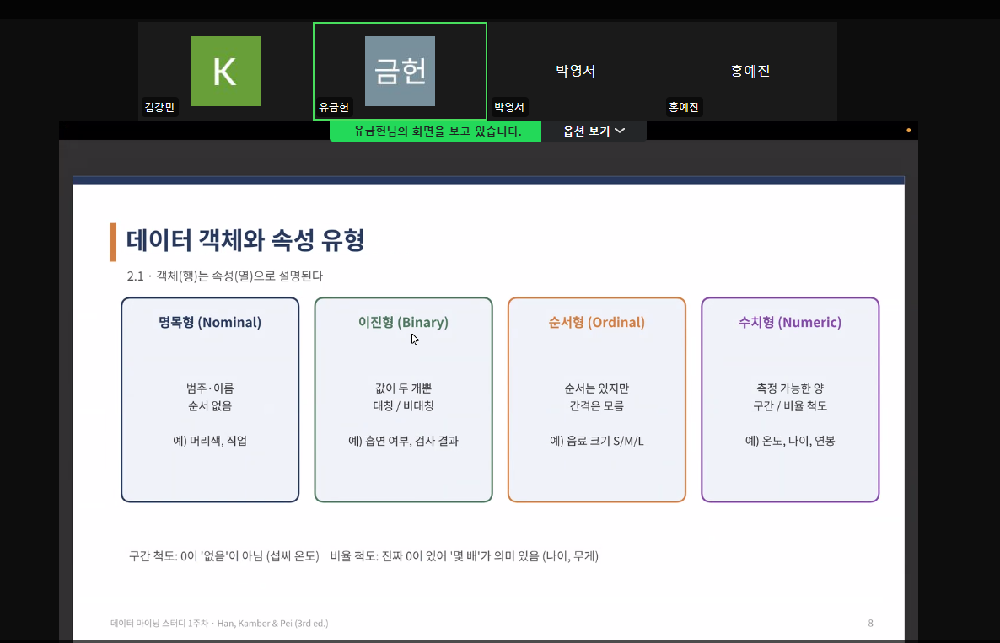 K
금헌
박영서
홍예진
김강민
유금헌
박영서
홍예진
유금헌님의 화면을 보고 있습니다.
옵션 보기
데이터 객체와 속성 유형
2.1 · 객체(행)는 속성(열)으로 설명된다
명목형 (Nominal)
범주·이름
순서 없음
예) 머리색, 직업
이진형 (Binary)
값이 두 개뿐
대칭 / 비대칭
예) 흡연 여부, 검사 결과
순서형 (Ordinal)
순서는 있지만
간격은 모름
예) 음료 크기 S/M/L
수치형 (Numeric)
측정 가능한 양
구간 / 비율 척도
예) 온도, 나이, 연봉
구간 척도: 0이 '없음'이 아님 (섭씨 온도) 비율 척도: 진짜 0이 있어 '몇 배'가 의미 있음 (나이, 무게)
데이터 마이닝 스터디 1주차 · Han, Kamber & Pei (3rd ed.)
8